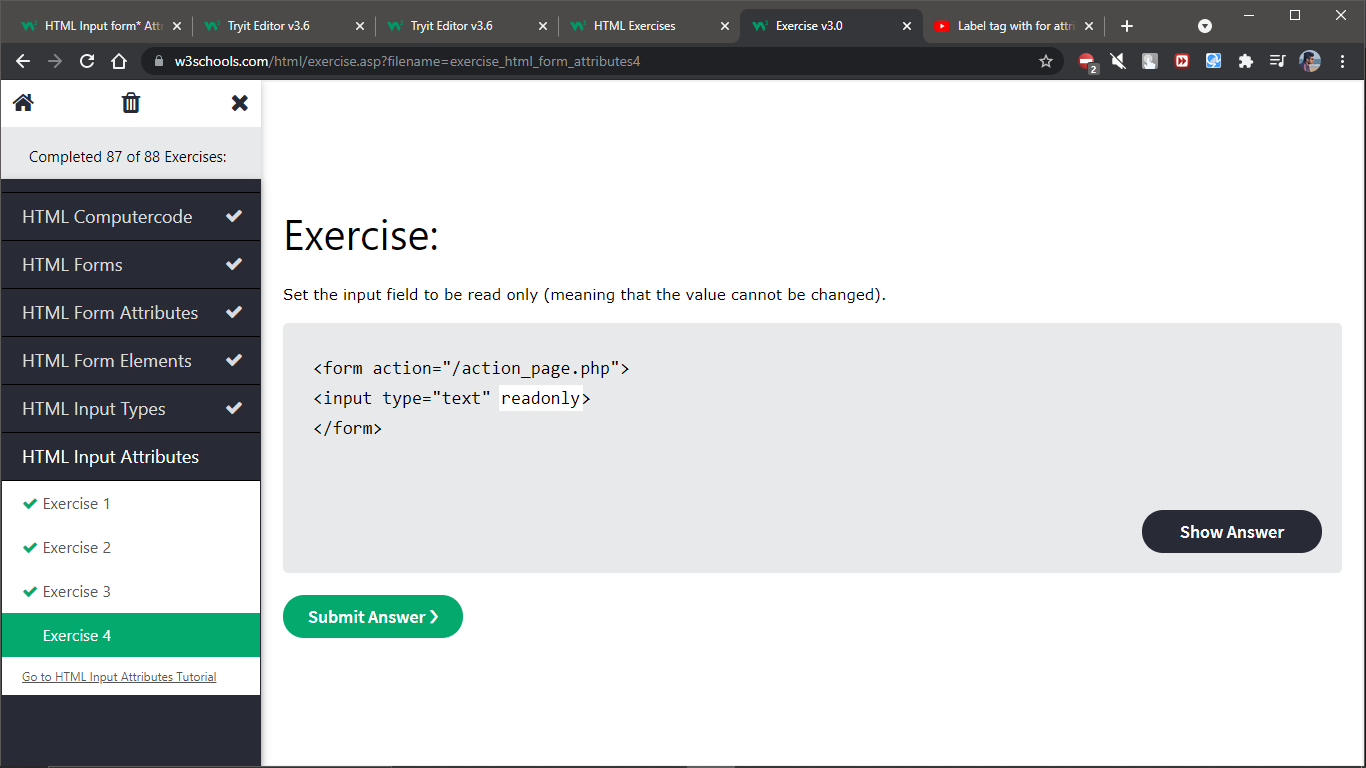 HTML Input form* Att
Tryit Editor v3.6
Tryit Editor v3.6
HTML Exercises
Exercise v3.0
Label tag with for attri
w3schools.com/html/exercise.asp?filename=exercise_html_form_attributes4
2
Completed 87 of 88 Exercises:
HTML Computercode
HTML Forms
HTML Form Attributes
HTML Form Elements
HTML Input Types
HTML Input Attributes
Exercise 1
Exercise 2
Exercise 3
Exercise 4
Go to HTML Input Attributes Tutorial
Exercise:
Set the input field to be read only (meaning that the value cannot be changed).
<form action="/action_page.php">
<input type="text" readonly>
</form>
Show Answer
Submit Answer ❯